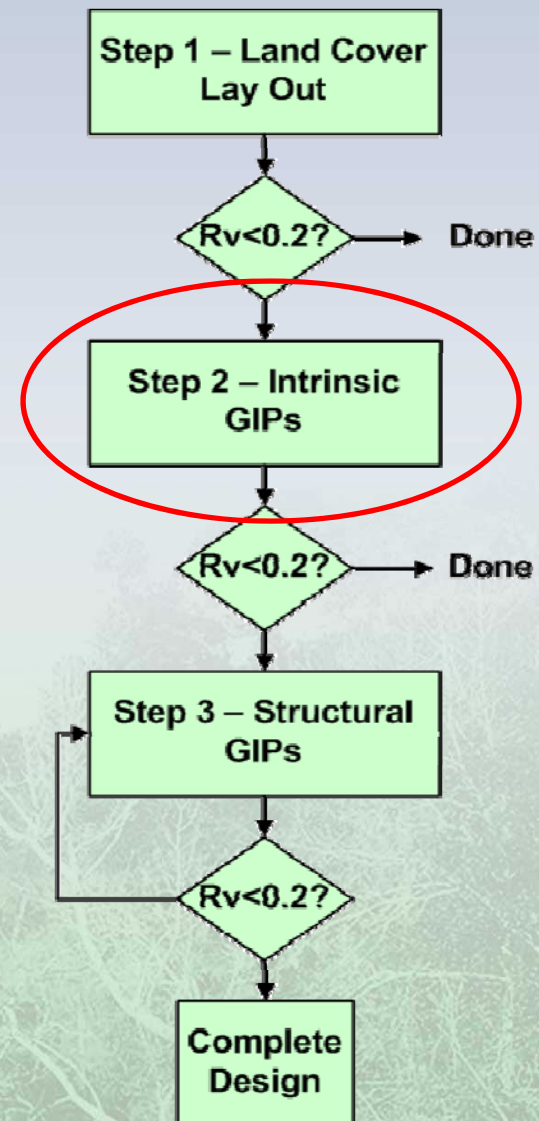 Step 1 – Land Cover
Lay Out
Rv<0.2?
Done
Step 2 – Intrinsic
GIPs
Rv<0.2?
Done
Step 3 – Structural
GIPs
Rv<0.2?
Complete
Design